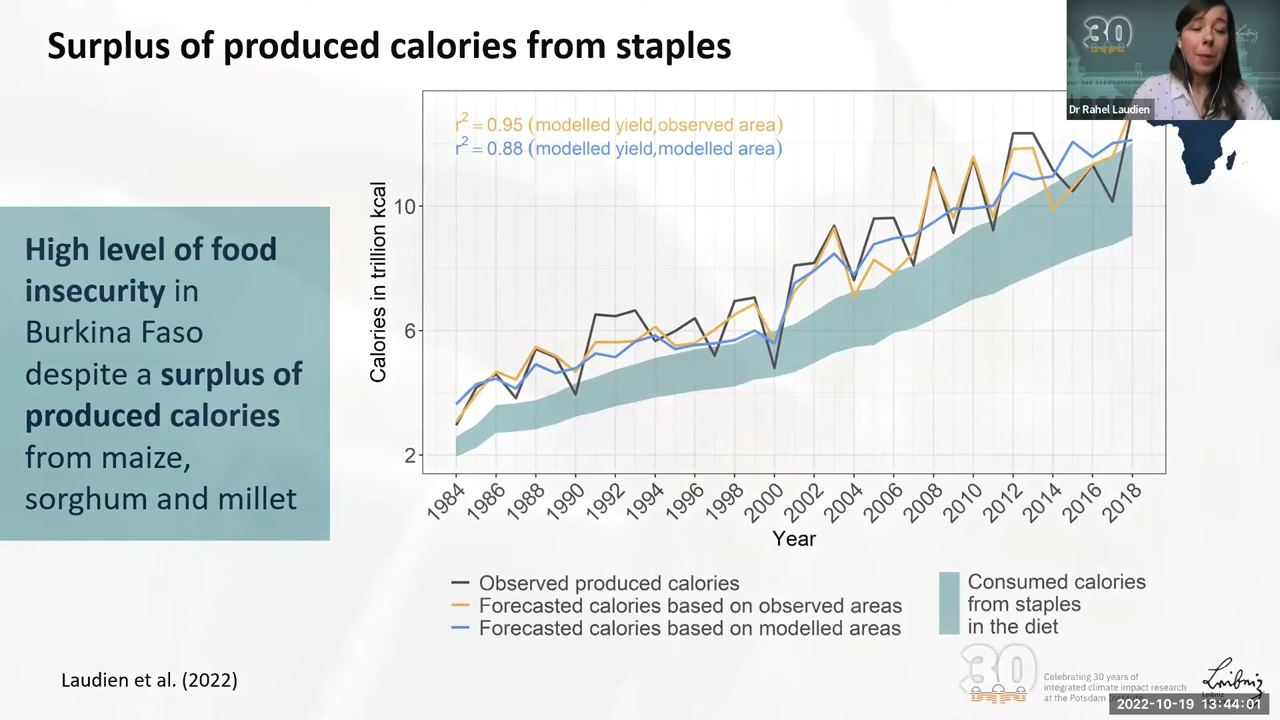 Surplus of produced calories from staples
30
Leibniz
Dr Rahel Laudien
High level of food
insecurity in
Burkina Faso
despite a surplus of
produced calories
from maize,
sorghum and millet
r² = 0.95 (modelled yield,observed area)
r² = 0.88 (modelled yield,modelled area)
Calories in trillion kcal
10
6
2
1984 1986 1988 1990 1992 1994 1996 1998 2000 2002 2004 2006 2008 2010 2012 2014 2016 2018
Year
Observed produced calories
Forecasted calories based on observed areas
Forecasted calories based on modelled areas
Consumed calories
from staples
in the diet
Laudien et al. (2022)
30
Celebrating 30 years of
integrated climate impact research
at the Potsdam
Leibniz
Leibniz
2022-10-19 13:44:01